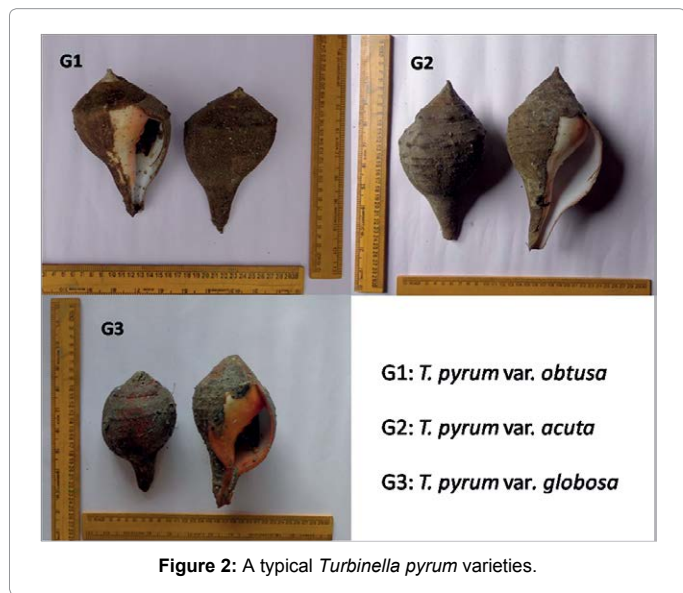 G1
G2
G3
G1: T. pyrum var. obtusa
G2: T. pyrum var. acuta
G3: T. pyrum var. globosa
Figure 2: A typical Turbinella pyrum varieties.